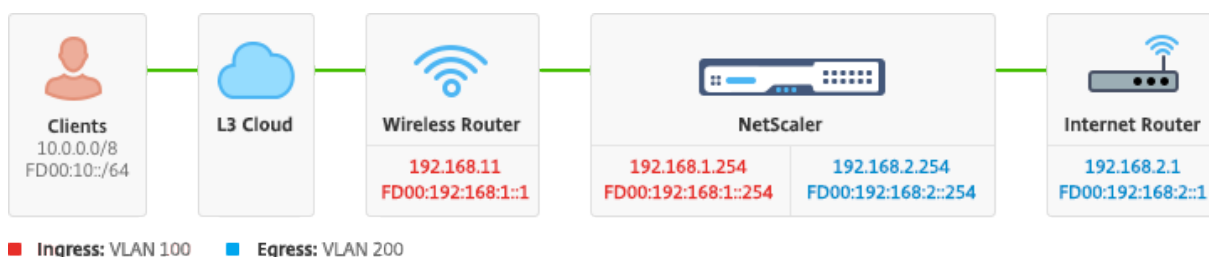 Clients
10.0.0.0/8
FD00:10::/64
L3 Cloud
Wireless Router
192.168.11
FD00:192:168:1::1
NetScaler
192.168.1.254
FD00:192:168:1::254
192.168.2.254
FD00:192:168:2::254
Internet Router
192.168.2.1
FD00:192:168:2::1
Ingress: VLAN 100
Egress: VLAN 200